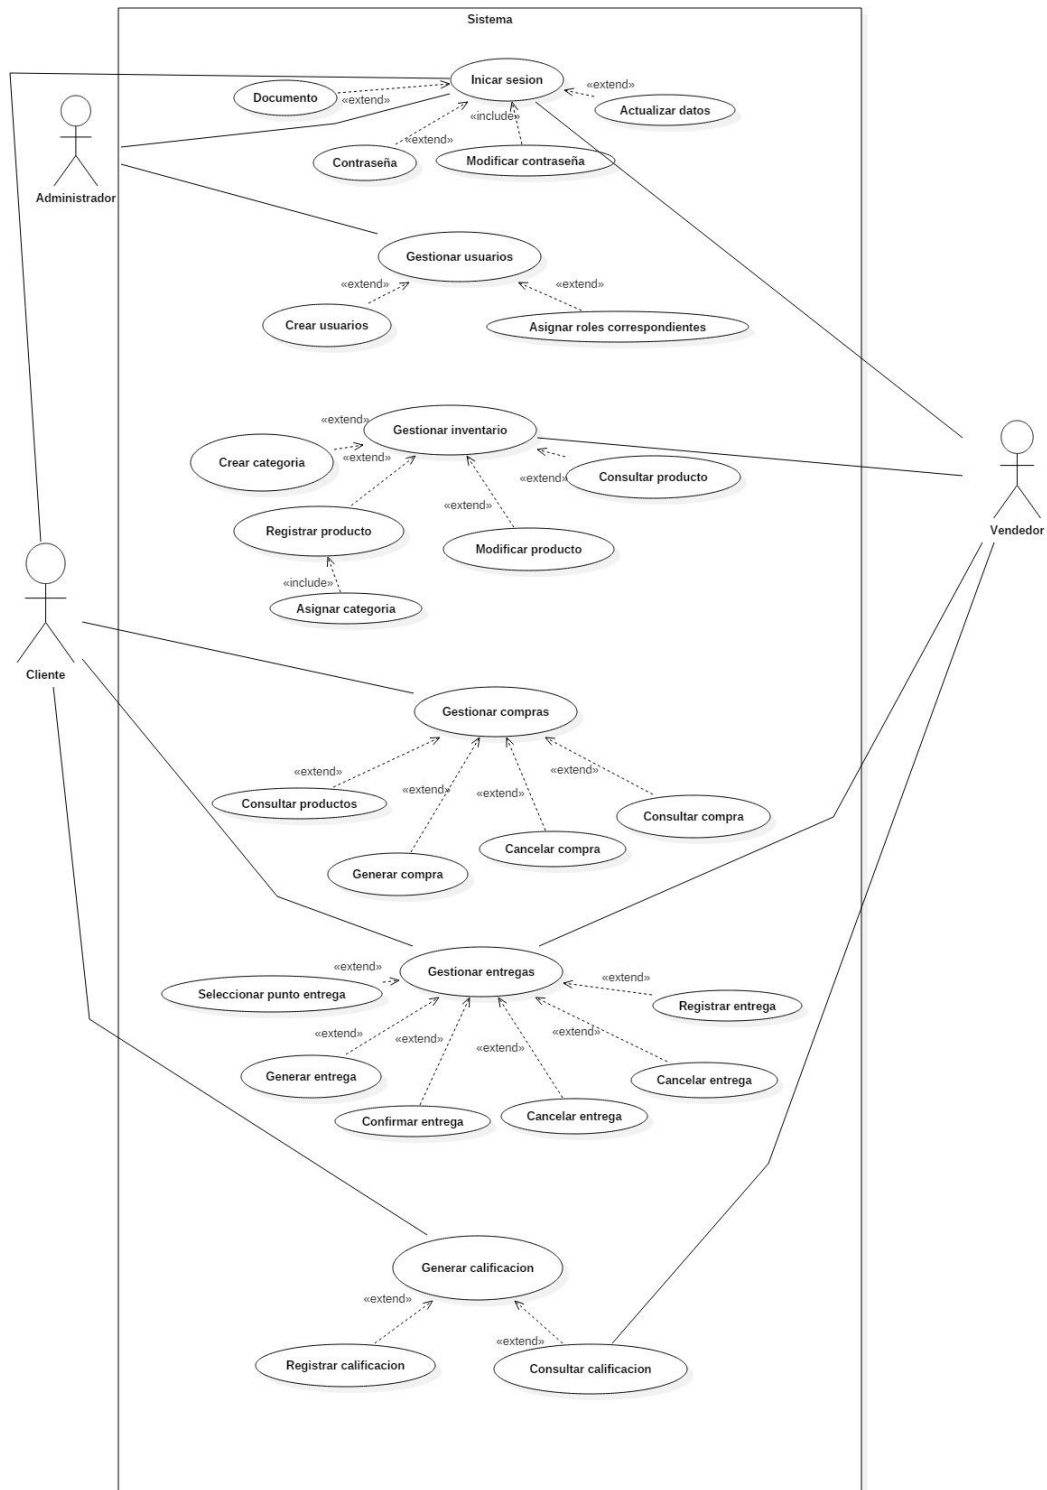 Sistema
Inicar sesion
«extend»
Documento
«extend»
Actualizar datos
«include»
«extend»
Contraseña
Modificar contraseña
Administrador
Gestionar usuarios
«extend»
«extend»
Crear usuarios
Asignar roles correspondientes
«extend»
Gestionar inventario
Crear categoria
«extend»
«extend»
Consultar producto
«extend»
Registrar producto
Vendedor
Modificar producto
«include»
Asignar categoria
Cliente
Gestionar compras
«extend»
«extend»
«extend»
«extend»
Consultar productos
Consultar compra
Cancelar compra
Generar compra
«extend»
Gestionar entregas
«extend»
Seleccionar punto entrega
Registrar entrega
«extend»
«extend»
«extend»
«extend»
Generar entrega
Cancelar entrega
Confirmar entrega
Cancelar entrega
Generar calificacion
«extend»
«extend»
Registrar calificacion
Consultar calificacion